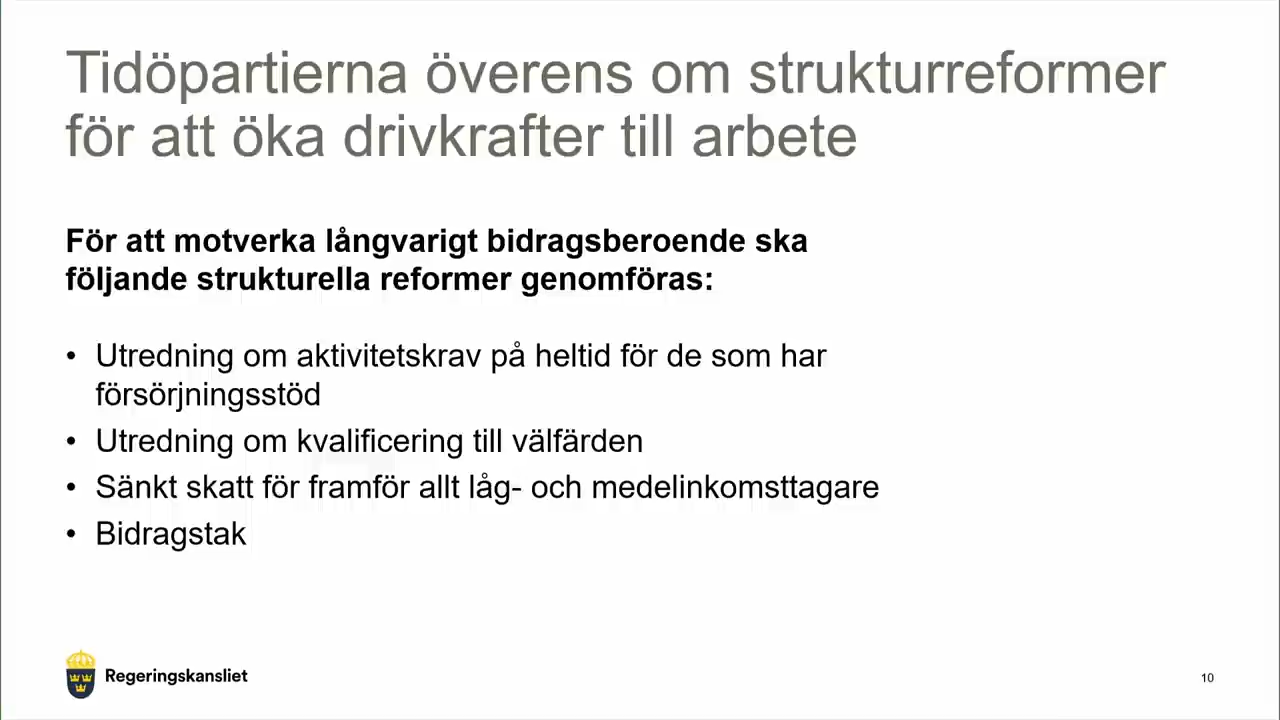 Tidöpartierna överens om strukturreformer
för att öka drivkrafter till arbete
För att motverka långvarigt bidragsberoende ska
följande strukturella reformer genomföras:
• Utredning om aktivitetskrav på heltid för de som har
försörjningsstöd
• Utredning om kvalificering till välfärden
• Sänkt skatt för framför allt låg- och medelinkomsttagare
• Bidragstak
Regeringskansliet
10